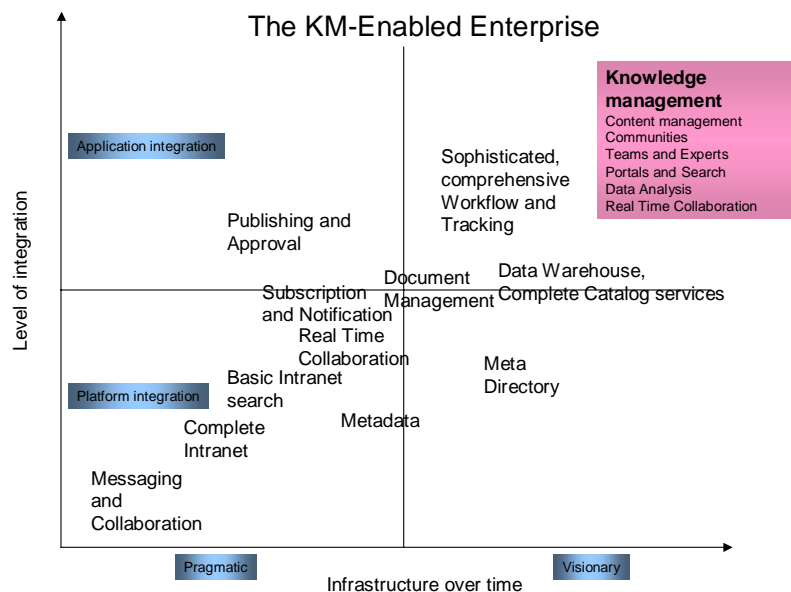 The KM-Enabled Enterprise
Knowledge
management
Content management
Communities
Teams and Experts
Portals and Search
Data Analysis
Real Time Collaboration
Application integration
Sophisticated,
comprehensive
Workflow and
Tracking
Publishing and
Approval
Level of integration
Document
Management
Data Warehouse,
Complete Catalog services
Subscription
and Notification
Real Time
Collaboration
Meta
Directory
Basic Intranet
search
Platform integration
Metadata
Complete
Intranet
Messaging
and
Collaboration
Pragmatic
Visionary
Infrastructure over time